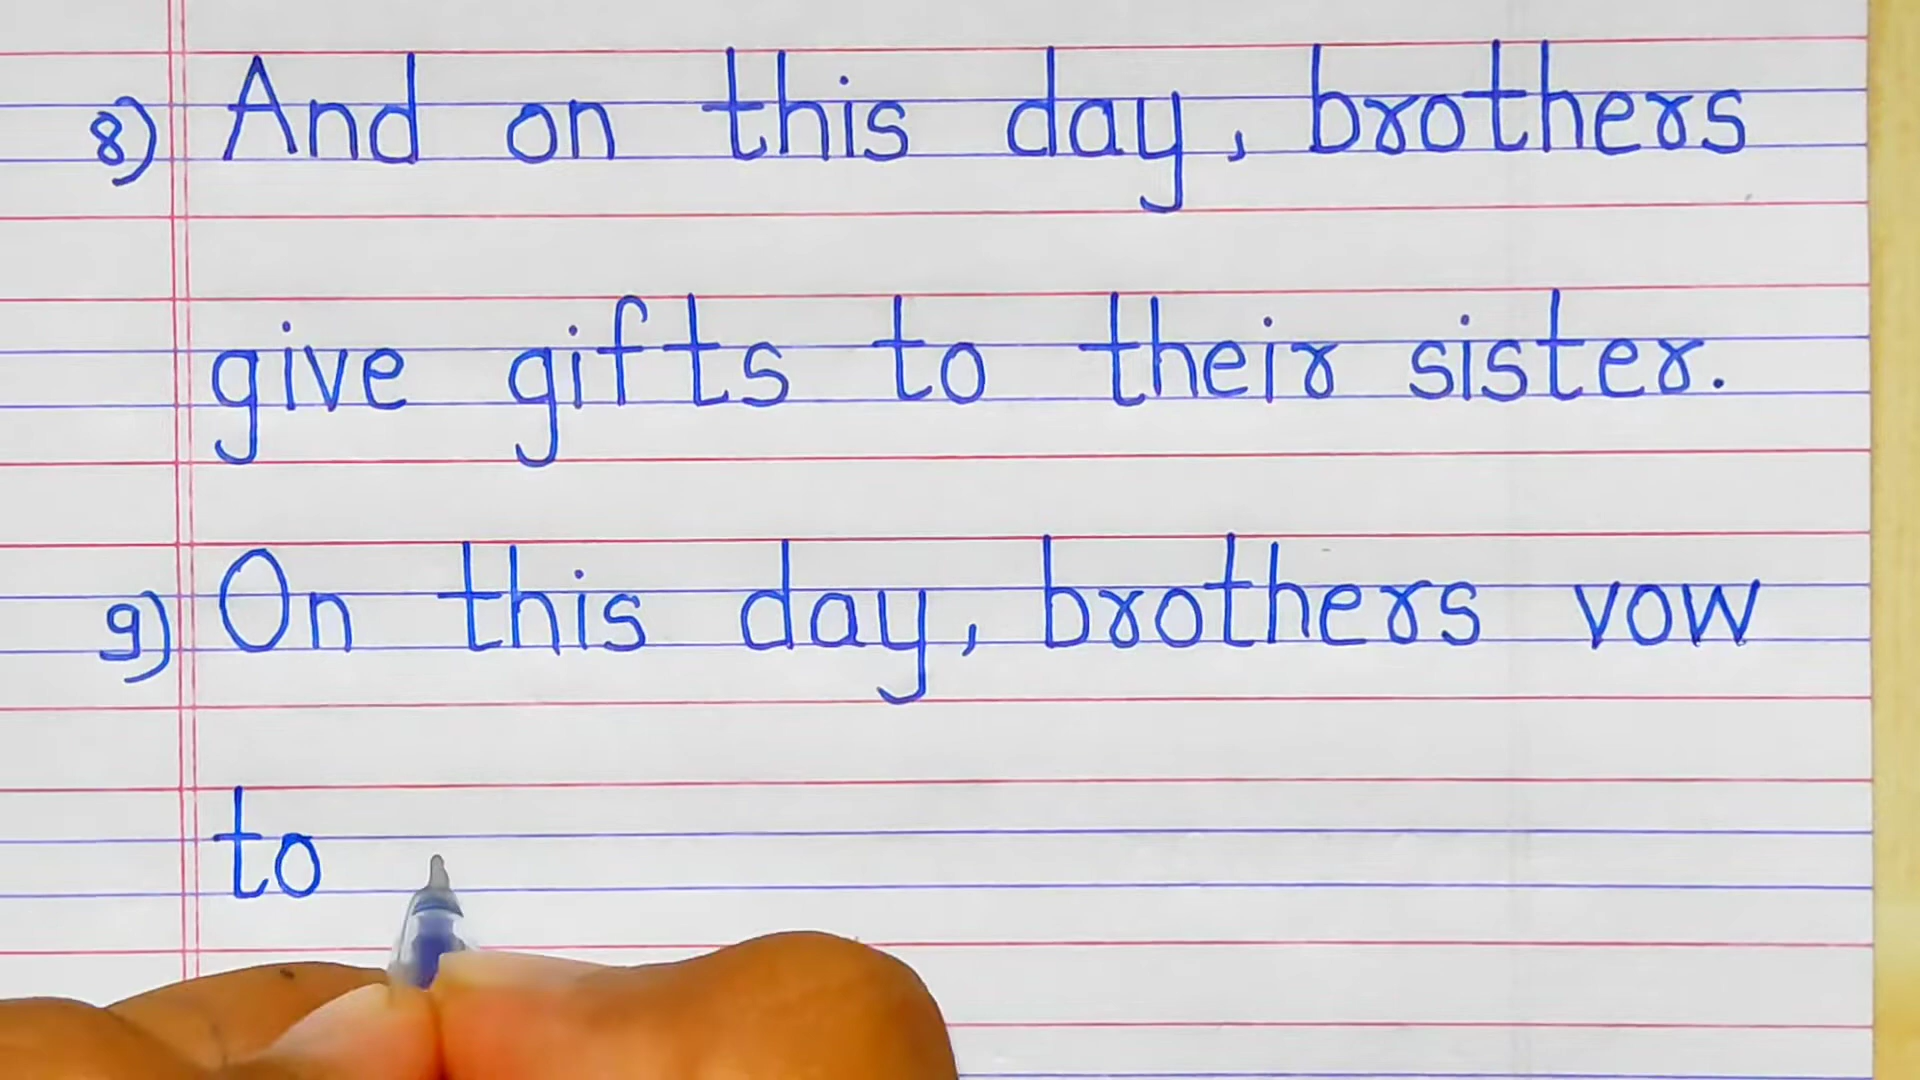 8) And on this day, brothers
give gifts to their sister.
9) On this day, brothers vow
to